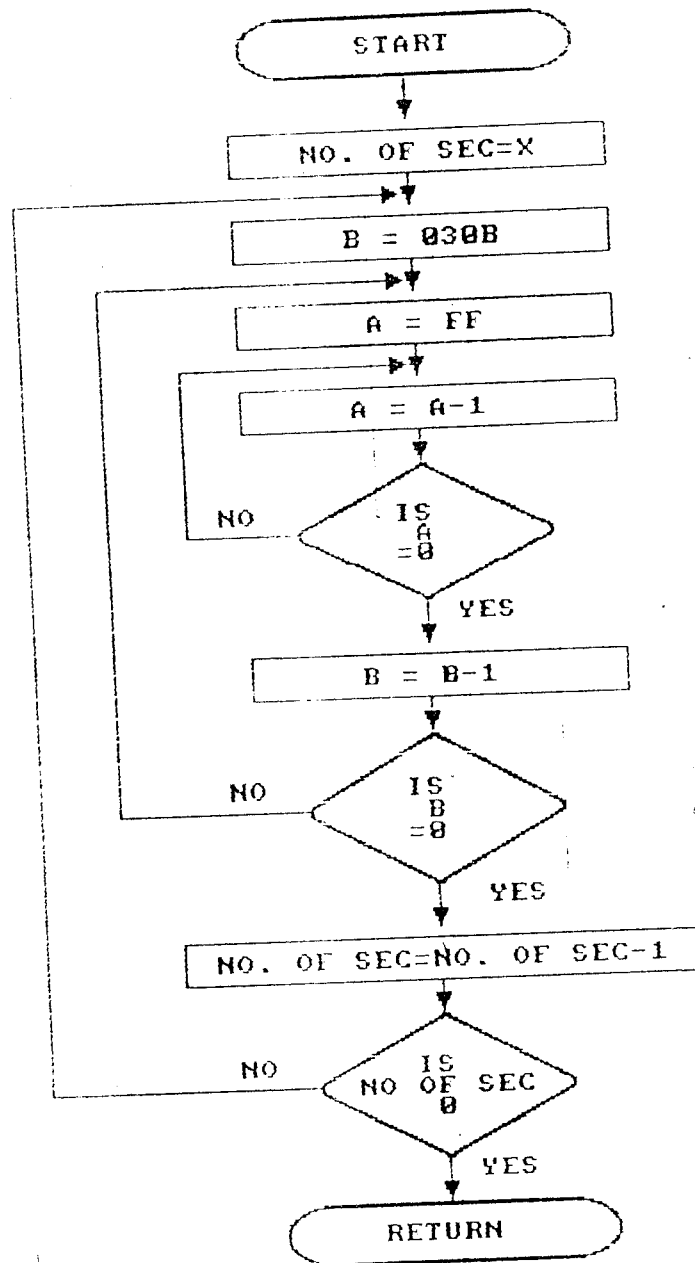 START
NO. OF SEC=X
B = 030B
A = FF
A = A-1
IS
A
=0
NO
YES
B = B-1
IS
B
=0
NO
YES
NO. OF SEC=NO. OF SEC-1
IS
NO OF SEC
0
NO
YES
RETURN